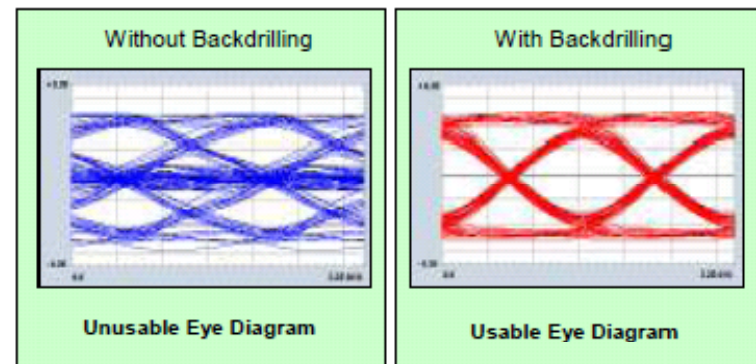 Without Backdrilling
Unusable Eye Diagram
With Backdrilling
Usable Eye Diagram